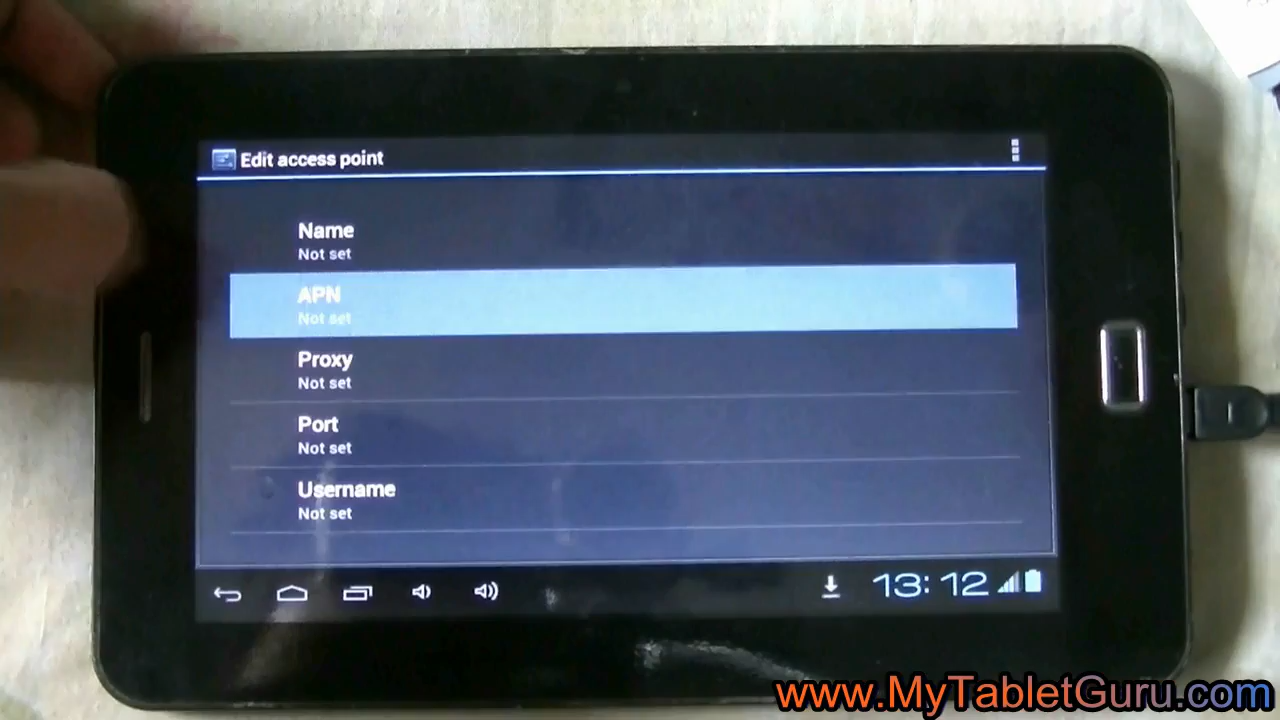 Edit access point
Name
Not set
APN
Not set
Proxy
Not set
Port
Not set
Username
Not set
13:12
www.MyTabletGuru.com